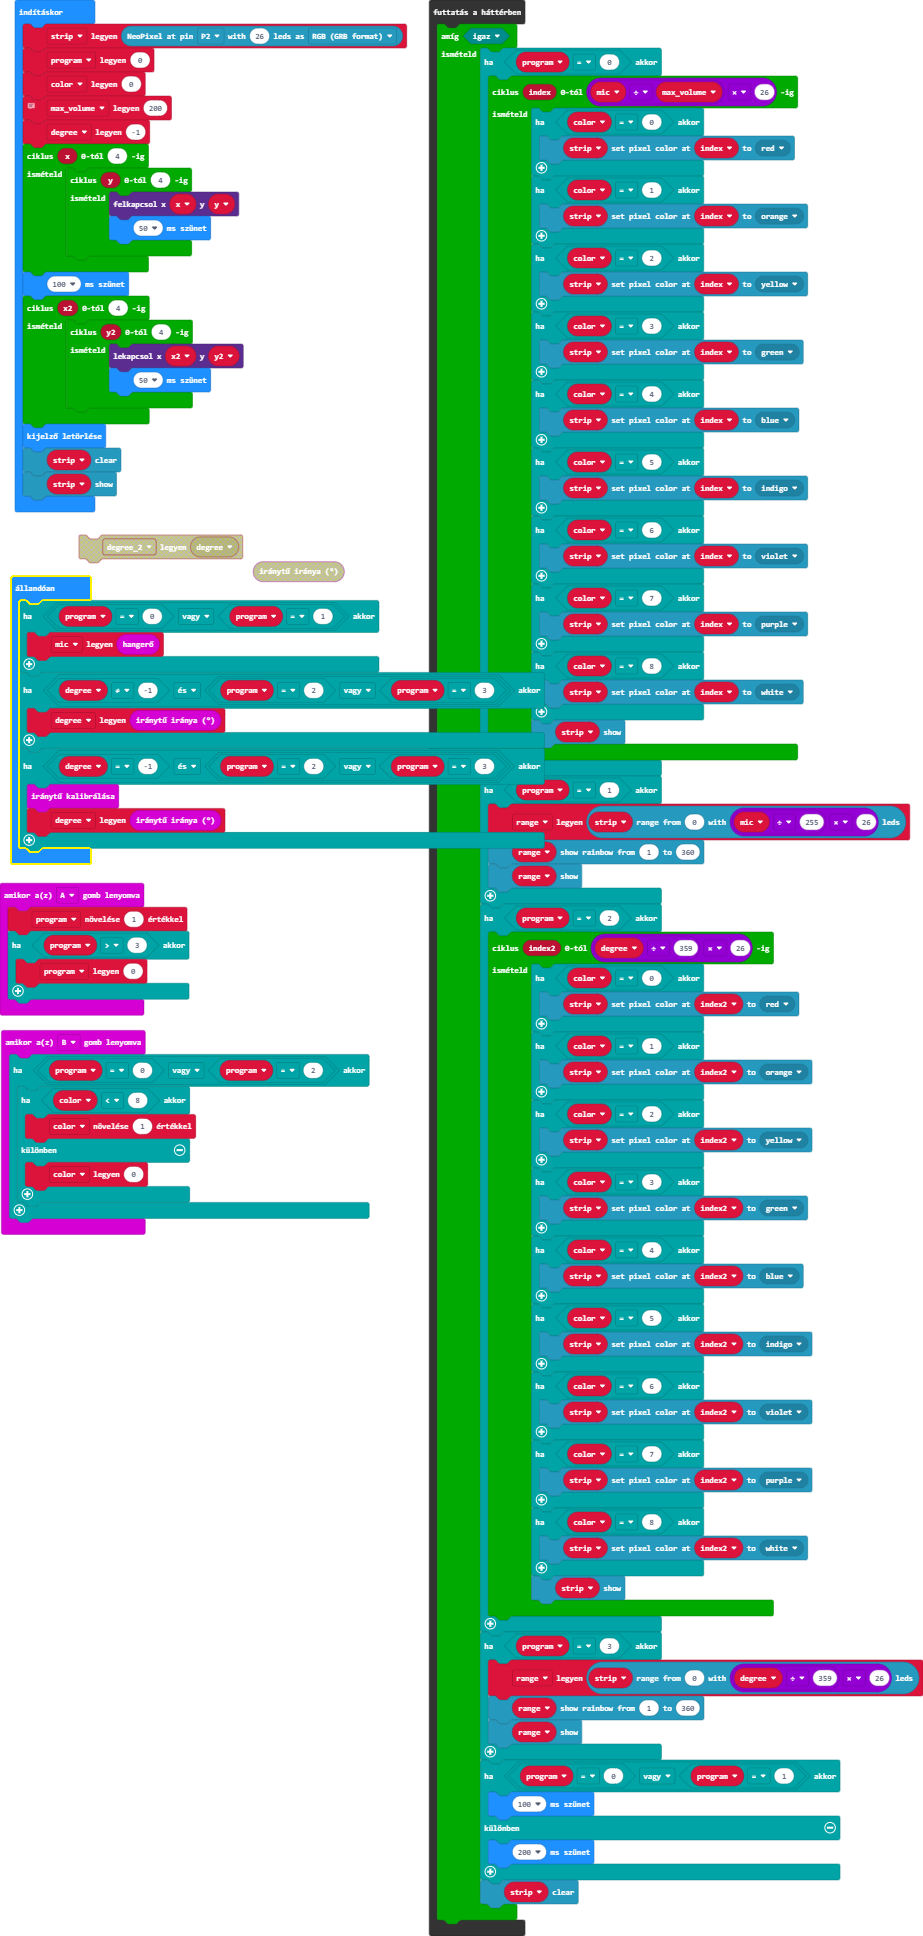 indításkor
strip legyen NeoPixel at pin P2 with 26 leds as RGB (GRB format)
program legyen 0
color legyen 0
max_volume legyen 200
degree legyen -1
ciklus x 0-tól 4 -ig
ismételd
ciklus y 0-tól 4 -ig
ismételd
felkapcsol x x y y
50 ms szünet
100 ms szünet
ciklus x2 0-tól 4 -ig
ismételd
ciklus y2 0-tól 4 -ig
ismételd
lekapcsol x x2 y y2
50 ms szünet
kijelző letörlése
strip clear
strip show
degree_2 legyen degree
iránytű iránya (°)
állandóan
ha program = 0 vagy program = 1 akkor
mic legyen hangerő
ha degree ≠ -1 és program = 2 vagy program = 3 akkor
degree legyen iránytű iránya (°)
ha degree = -1 és program = 2 vagy program = 3 akkor
iránytű kalibrálása
degree legyen iránytű iránya (°)
amikor a(z) A gomb lenyomva
program növelése 1 értékkel
ha program > 3 akkor
program legyen 0
amikor a(z) B gomb lenyomva
ha program = 0 vagy program = 2 akkor
ha color < 8 akkor
color növelése 1 értékkel
különben
color legyen 0
futtatás a háttérben
amíg igaz
ismételd
ha program = 0 akkor
ciklus index 0-tól mic ÷ max_volume × 26 -ig
ismételd
ha color = 0 akkor
strip set pixel color at index to red
ha color = 1 akkor
strip set pixel color at index to orange
ha color = 2 akkor
strip set pixel color at index to yellow
ha color = 3 akkor
strip set pixel color at index to green
ha color = 4 akkor
strip set pixel color at index to blue
ha color = 5 akkor
strip set pixel color at index to indigo
ha color = 6 akkor
strip set pixel color at index to violet
ha color = 7 akkor
strip set pixel color at index to purple
ha color = 8 akkor
strip set pixel color at index to white
strip show
ha program = 1 akkor
range legyen strip range from 0 with mic ÷ 255 × 26 leds
range show rainbow from 1 to 360
range show
ha program = 2 akkor
ciklus index2 0-tól degree ÷ 359 × 26 -ig
ismételd
ha color = 0 akkor
strip set pixel color at index2 to red
ha color = 1 akkor
strip set pixel color at index2 to orange
ha color = 2 akkor
strip set pixel color at index2 to yellow
ha color = 3 akkor
strip set pixel color at index2 to green
ha color = 4 akkor
strip set pixel color at index2 to blue
ha color = 5 akkor
strip set pixel color at index2 to indigo
ha color = 6 akkor
strip set pixel color at index2 to violet
ha color = 7 akkor
strip set pixel color at index2 to purple
ha color = 8 akkor
strip set pixel color at index2 to white
strip show
ha program = 3 akkor
range legyen strip range from 0 with degree ÷ 359 × 26 leds
range show rainbow from 1 to 360
range show
ha program = 0 vagy program = 1 akkor
100 ms szünet
különben
200 ms szünet
strip clear